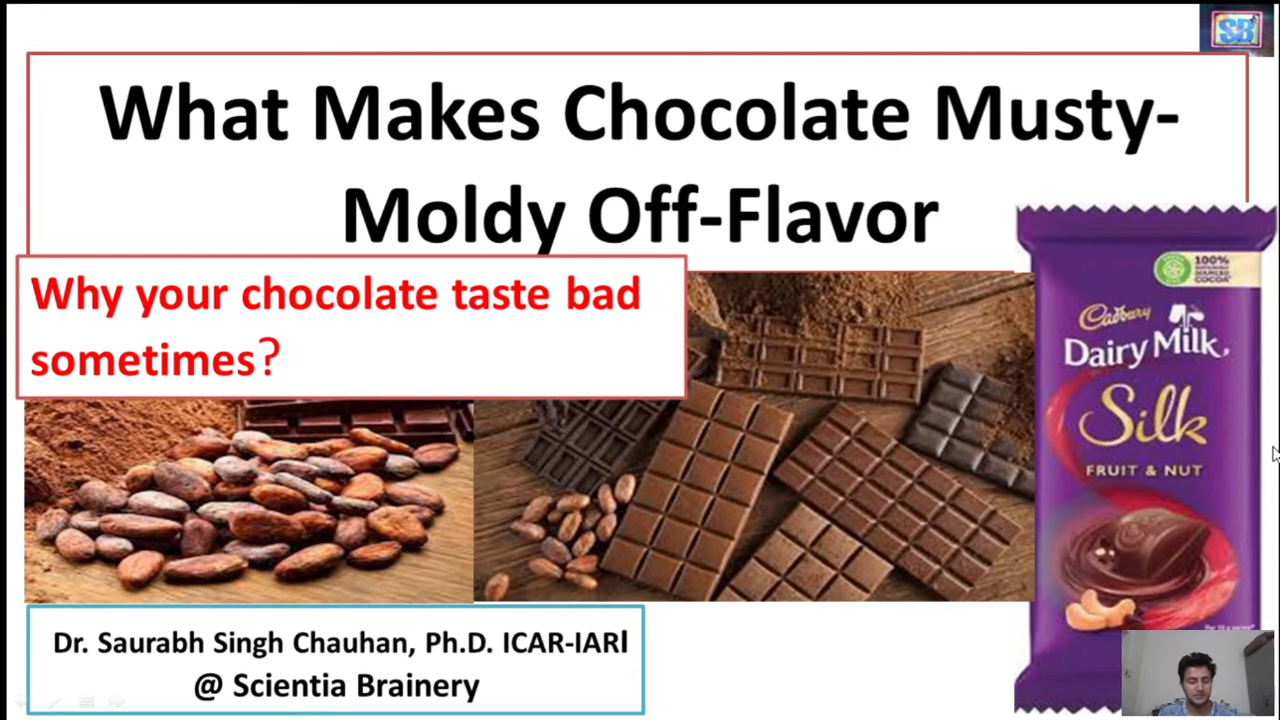 SB
What Makes Chocolate Musty-
Moldy Off-Flavor
Why your chocolate taste bad
sometimes?
100%
COCOA
Cadbury
Dairy Milk
Silk
FRUIT & NUT
Dr. Saurabh Singh Chauhan, Ph.D. ICAR-IARI
@ Scientia Brainery